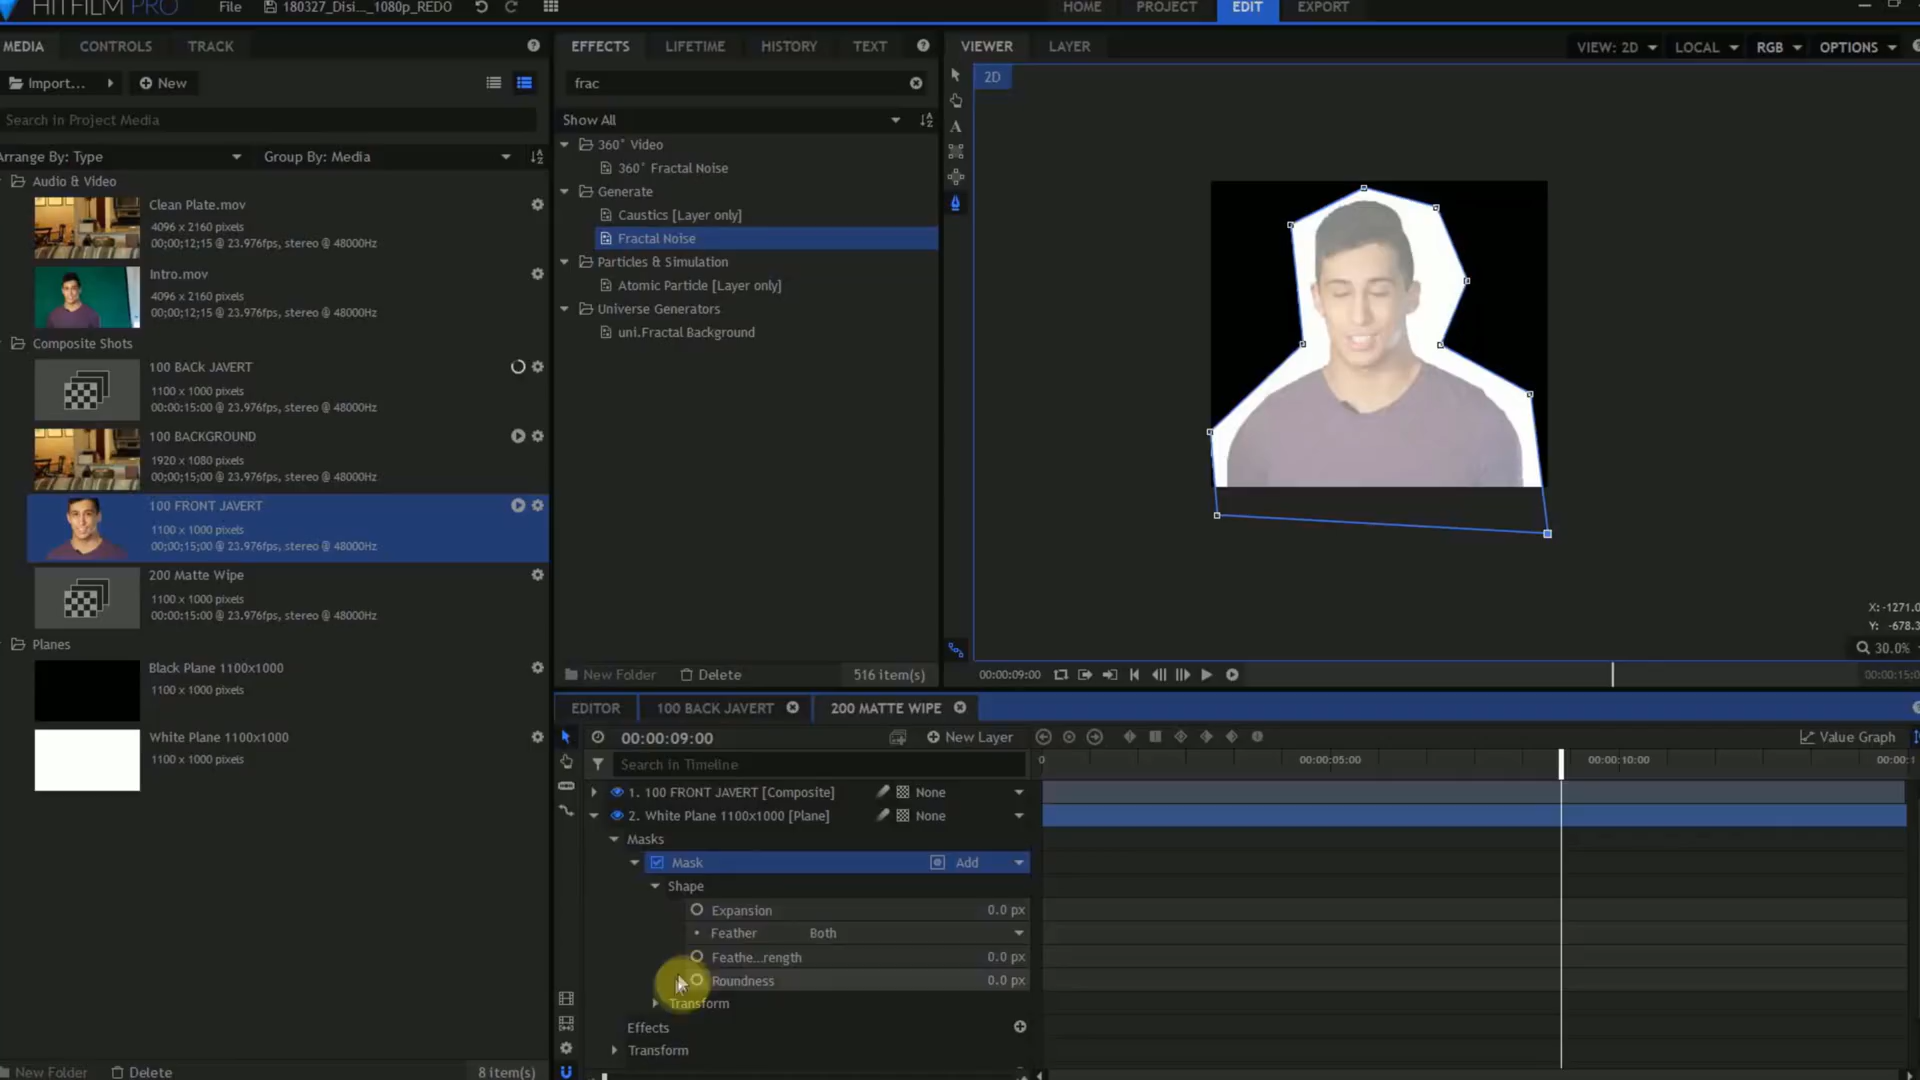 HITFILM PRO
File
180327_Disi..._1080p_REDO
HOME
PROJECT
EDIT
EXPORT
MEDIA
CONTROLS
TRACK
Import...
New
Search in Project Media
Arrange By: Type
Group By: Media
Audio & Video
Clean Plate.mov
4096 x 2160 pixels
00;00;12;15 @ 23.976fps, stereo @ 48000Hz
Intro.mov
4096 x 2160 pixels
00;00;12;15 @ 23.976fps, stereo @ 48000Hz
Composite Shots
100 BACk JAVERT
1100 x 1000 pixels
00:00:15:00 @ 23.976fps, stereo @ 48000Hz
100 BACKGROUND
1920 x 1080 pixels
00;00;15;00 @ 23.976fps, stereo @ 48000Hz
100 FRONT JAVERT
1100 x 1000 pixels
00;00;15;00 @ 23.976fps, stereo @ 48000Hz
200 Matte Wipe
1100 x 1000 pixels
00:00:15:00 @ 23.976fps, stereo @ 48000Hz
Planes
Black Plane 1100x1000
1100 x 1000 pixels
White Plane 1100x1000
1100 x 1000 pixels
New Folder
Delete
8 item(s)
EFFECTS
LIFETIME
HISTORY
TEXT
frac
Show All
360° Video
360° Fractal Noise
Generate
Caustics [Layer only]
Fractal Noise
Particles & Simulation
Atomic Particle [Layer only]
Universe Generators
uni.Fractal Background
New Folder
Delete
516 item(s)
VIEWER
LAYER
VIEW: 2D
LOCAL
RGB
OPTIONS
2D
X: -1271.0
Y: -678.3
30.0%
00:00:09:00
00:00:15:0
EDITOR
100 BACK JAVERT
200 MATTE WIPE
00:00:09:00
New Layer
Value Graph
Search in Timeline
0
00:00:05:00
00:00:10:00
00:00:1
1. 100 FRONT JAVERT [Composite]
None
2. White Plane 1100x1000 [Plane]
None
Masks
Mask
Add
Shape
Expansion
0.0 px
Feather
Both
Feathe...rength
0.0 px
Roundness
0.0 px
Transform
Effects
Transform